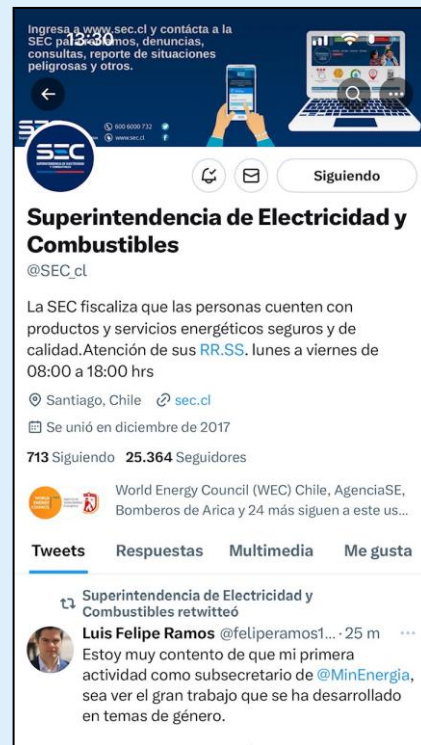 Ingresa a www.sec.cl y contácta a la
SEC para reclamos, denuncias,
consultas, reporte de situaciones
peligrosas y otros.
13:30
SEC
600 6000 732
www.sec.cl
SEC
Siguiendo
Superintendencia de Electricidad y
Combustibles
@SEC_cl
La SEC fiscaliza que las personas cuenten con
productos y servicios energéticos seguros y de
calidad.Atención de sus RR.SS. lunes a viernes de
08:00 a 18:00 hrs
Santiago, Chile sec.cl
Se unió en diciembre de 2017
713 Siguiendo 25.364 Seguidores
WORLD ENERGY COUNCIL
World Energy Council (WEC) Chile, AgenciaSE,
Bomberos de Arica y 24 más siguen a este us...
Tweets Respuestas Multimedia Me gusta
Superintendencia de Electricidad y
Combustibles retwitteó
Luis Felipe Ramos @feliperamos1... · 25 m
Estoy muy contento de que mi primera
actividad como subsecretario de @MinEnergia,
sea ver el gran trabajo que se ha desarrollado
en temas de género.